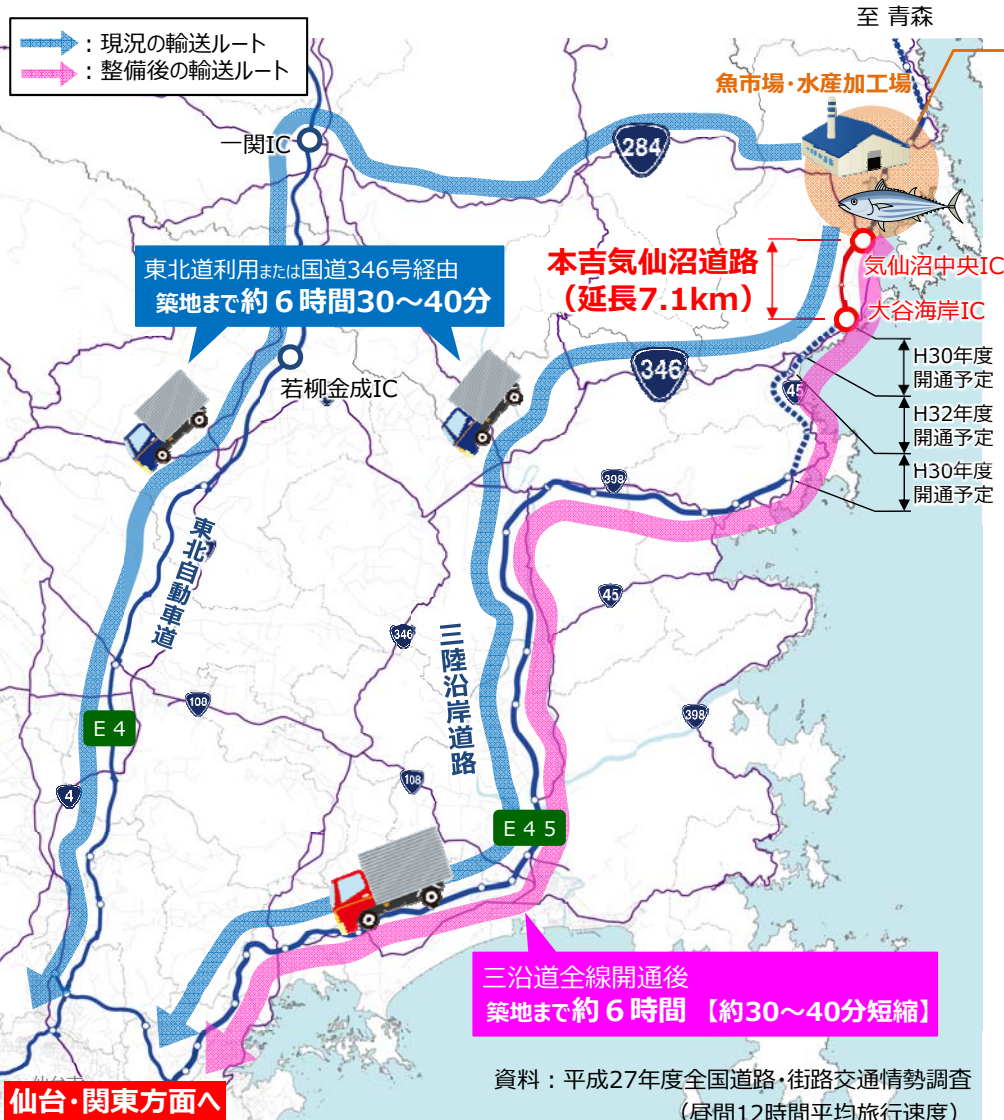 至 青森
：現況の輸送ルート
：整備後の輸送ルート
魚市場・水産加工場
一関IC
284
東北道利用または国道346号経由
築地まで約６時間30～40分
本吉気仙沼道路
（延長7.1km）
気仙沼中央IC
大谷海岸IC
若柳金成IC
346
45
H30年度
開通予定
H32年度
開通予定
H30年度
開通予定
398
東北自動車道
45
346
三陸沿岸道路
108
398
E4
4
108
E45
三沿道全線開通後
築地まで約６時間 【約30～40分短縮】
仙台・関東方面へ
資料：平成27年度全国道路・街路交通情勢調査
（昼間12時間平均旅行速度）